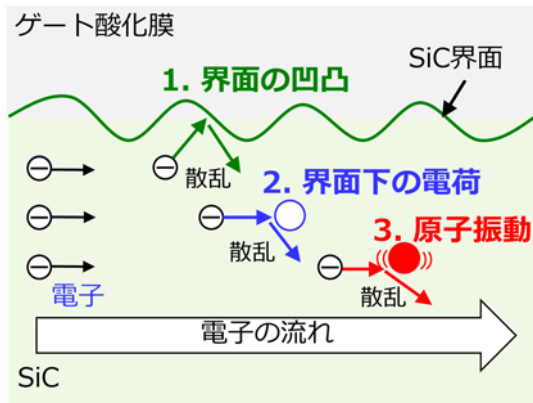 ゲート酸化膜
SiC界面
1. 界面の凹凸
散乱
2. 界面下の電荷
散乱
3. 原子振動
散乱
電子
電子の流れ
SiC